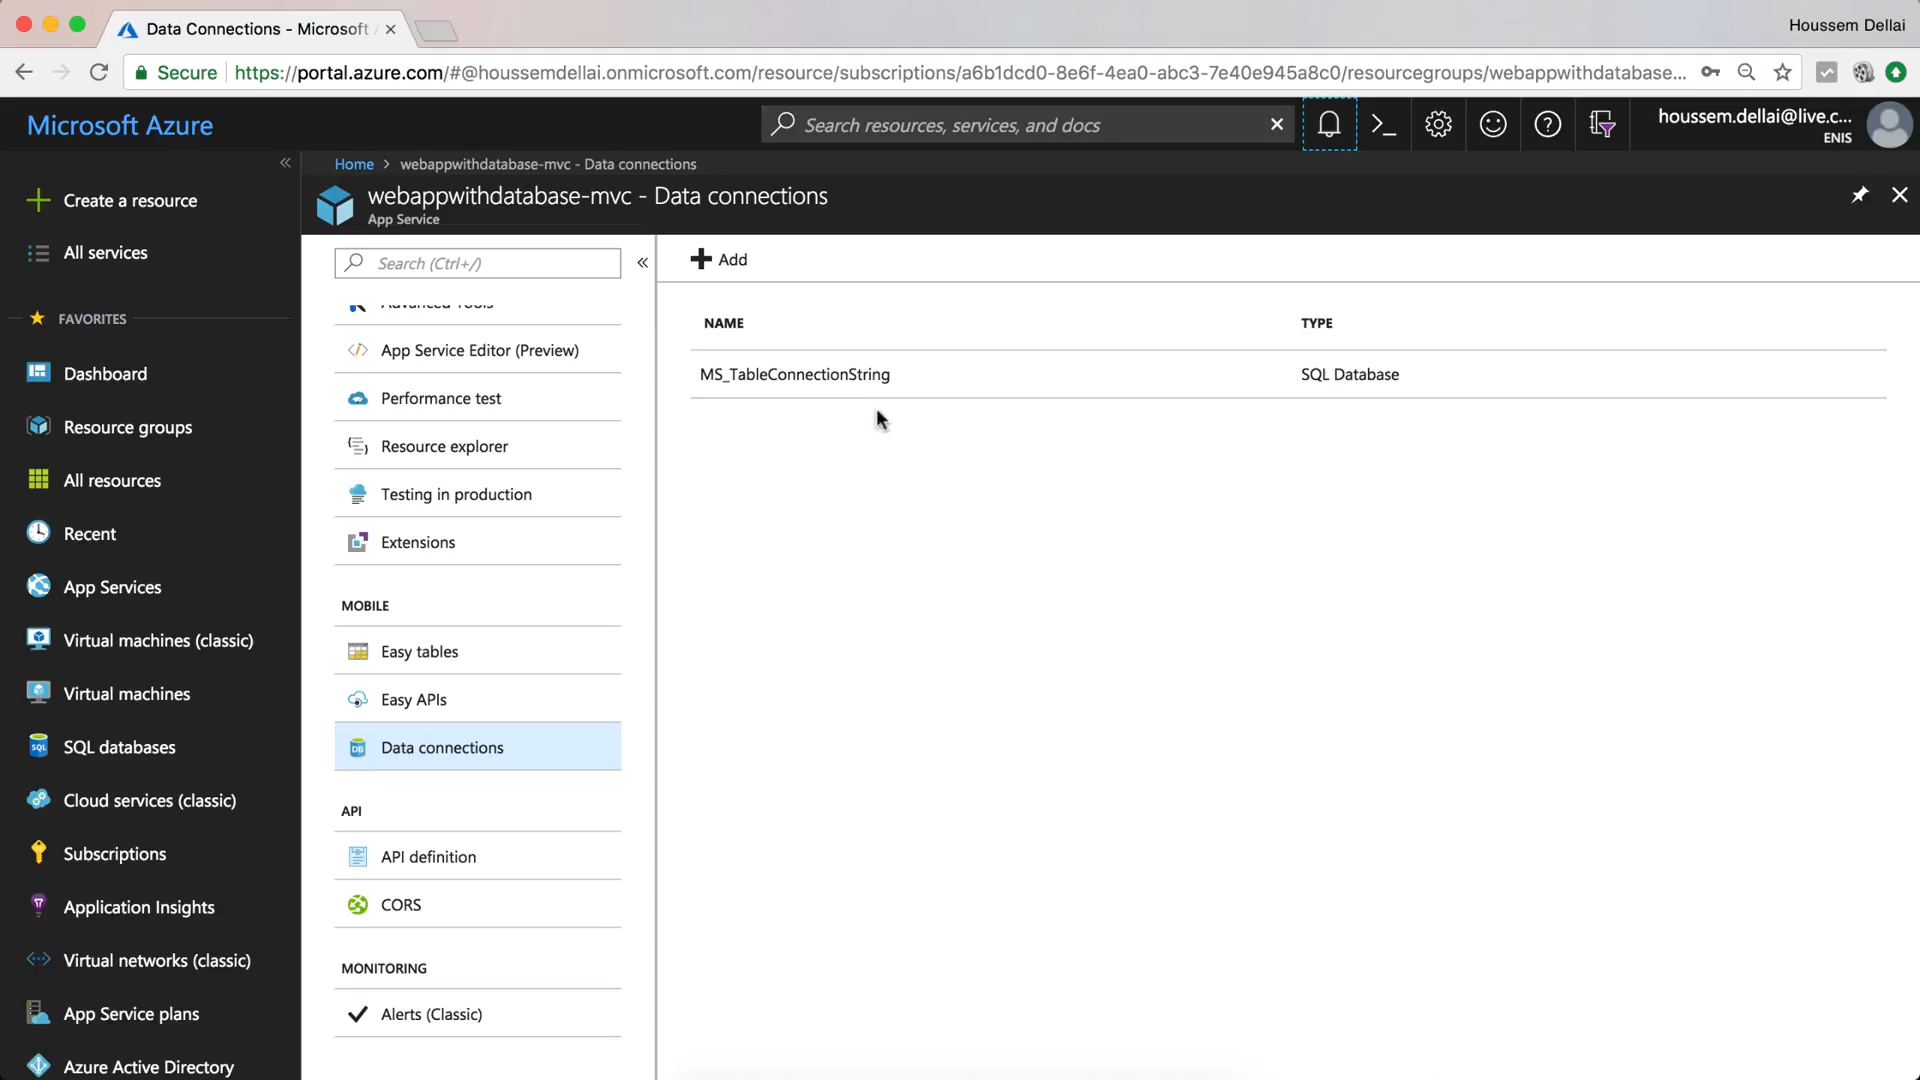 Data Connections - Microsoft
Houssem Dellai
Secure
https://portal.azure.com/#@houssemdellai.onmicrosoft.com/resource/subscriptions/a6b1dcd0-8e6f-4ea0-abc3-7e40e945a8c0/resourcegroups/webappwithdatabase...
Microsoft Azure
Search resources, services, and docs
houssem.dellai@live.c...
ENIS
Home > webappwithdatabase-mvc - Data connections
webappwithdatabase-mvc - Data connections
App Service
Create a resource
All services
FAVORITES
Dashboard
Resource groups
All resources
Recent
App Services
Virtual machines (classic)
Virtual machines
SQL databases
Cloud services (classic)
Subscriptions
Application Insights
Virtual networks (classic)
App Service plans
Azure Active Directory
Search (Ctrl+/)
Advanced Tools
App Service Editor (Preview)
Performance test
Resource explorer
Testing in production
Extensions
MOBILE
Easy tables
Easy APIs
Data connections
API
API definition
CORS
MONITORING
Alerts (Classic)
Add
NAME TYPE
MS_TableConnectionString SQL Database